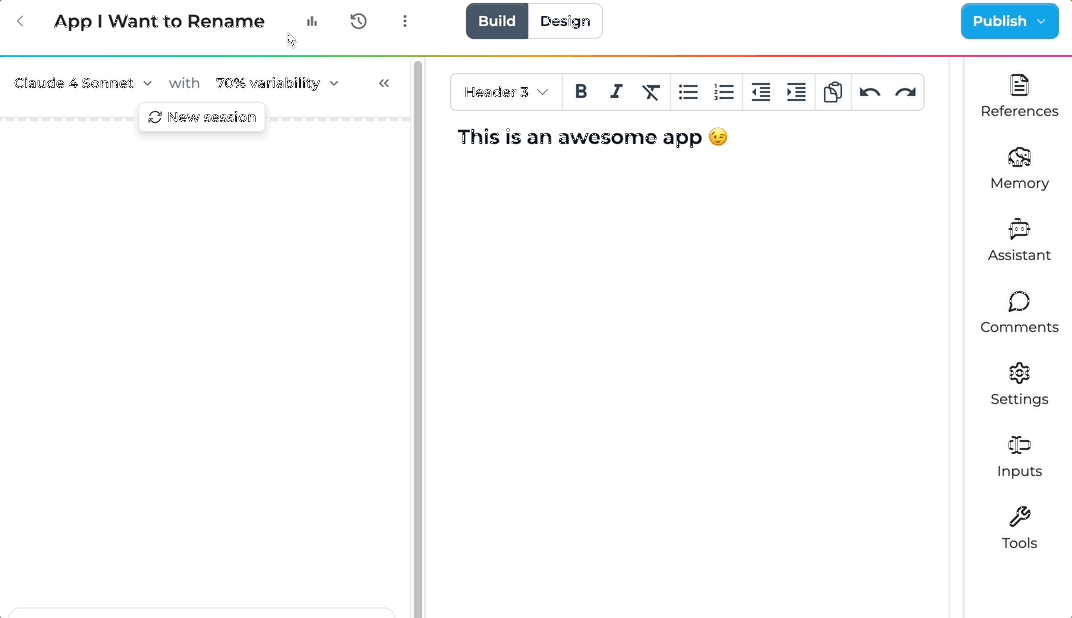 App I Want to Rename
Build
Design
Publish
Claude 4 Sonnet with 70% variability
New session
Header 3
This is an awesome app 😉
References
Memory
Assistant
Comments
Settings
Inputs
Tools